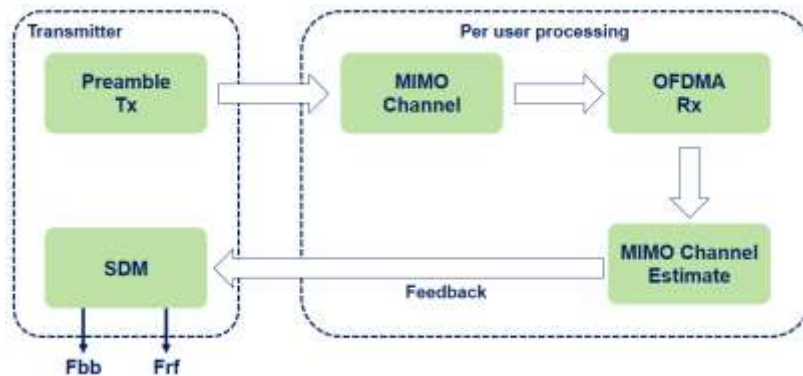 Transmitter
Per user processing
Preamble
Tx
MIMO
Channel
OFDMA
Rx
SDM
MIMO Channel
Estimate
Feedback
Fbb
Frf